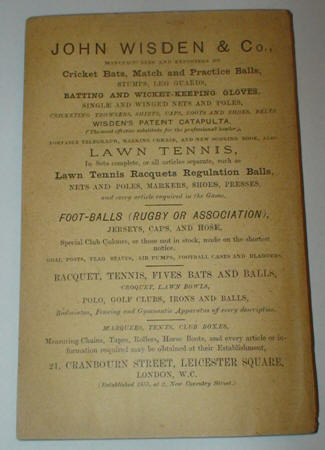 JOHN WISDEN & Co.,
MANUFACTURERS AND EXPORTERS OF
Cricket Bats, Match and Practice Balls,
STUMPS, LEG GUARDS,
BATTING AND WICKET-KEEPING GLOVES,
SINGLE AND WINGED NETS AND POLES,
CRICKETING TROWSERS, SHIRTS, CAPS, COATS AND SHOES, BELTS
WISDEN'S PATENT CATAPULTA,
(The most effective substitute for the professional bowler),
PORTABLE TELEGRAPH, MARKING CHEAP, AND NEW SCORING BOOK, ALSO
LAWN TENNIS,
In Sets complete, or all articles separate, such as
Lawn Tennis Racquets Regulation Balls,
NETS AND POLES, MARKERS, SHOES, PRESSES,
and every article required in the Game.
FOOT-BALLS (RUGBY OR ASSOCIATION),
JERSEYS, CAPS, AND HOSE,
Special Club Colours, or those not in stock, made on the shortest
notice.
GOAL POSTS, FLAG STAVES, AIR PUMPS, FOOTBALL CASES AND BLADDERS.
RACQUET, TENNIS, FIVES BATS AND BALLS,
CROQUET, LAWN BOWLS,
POLO, GOLF CLUBS, IRONS AND BALLS,
Badminton, Fencing and Gymnastic Apparatus of every description.
MARQUEES, TENTS, CLUB BOXES,
Measuring Chains, Tapes, Rollers, Horse Boots, and every article or in-
formation required may be obtained at their Establishment,
21, CRANBOURN STREET, LEICESTER SQUARE,
LONDON, W.C.
(Established at 2, New Coventry Street.)